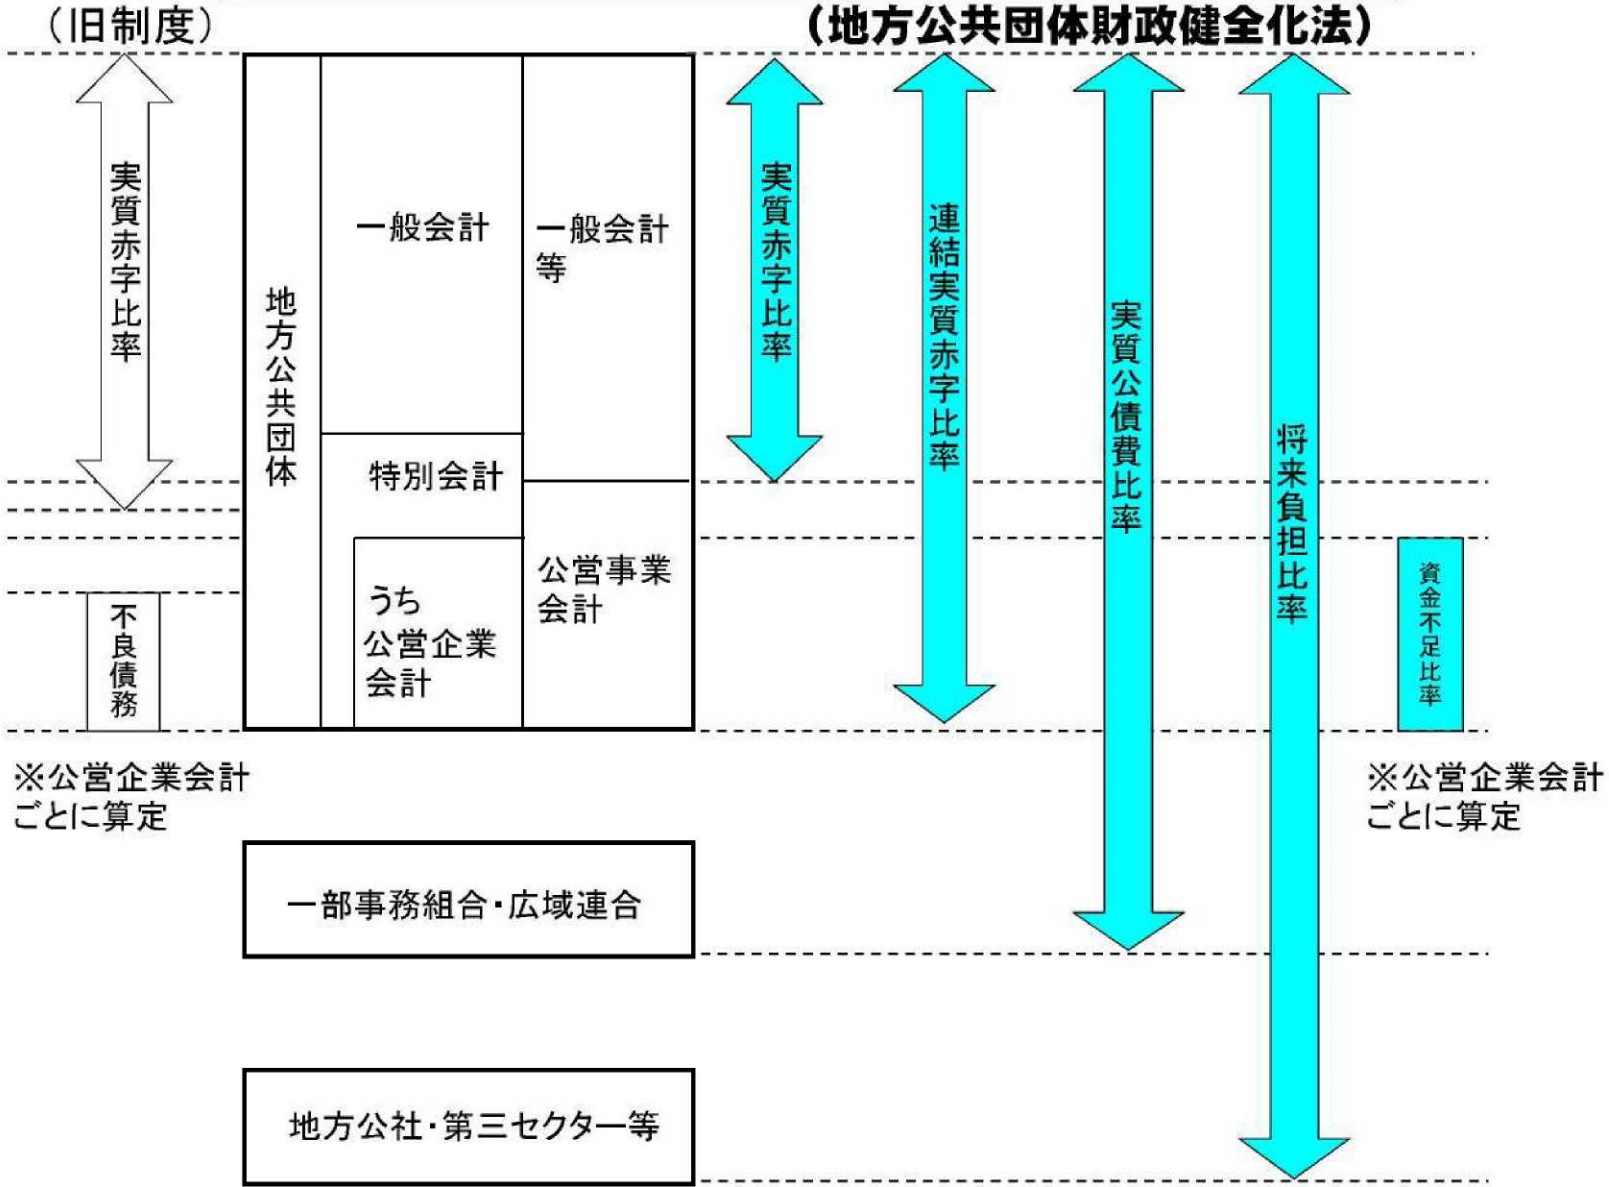 （旧制度）
（地方公共団体財政健全化法）
実質赤字比率
地方公共団体
一般会計
一般会計
等
実質赤字比率
連結実質赤字比率
実質公債費比率
将来負担比率
特別会計
うち
公営企業
会計
公営事業
会計
不良債務
資金不足比率
※公営企業会計
ごとに算定
※公営企業会計
ごとに算定
一部事務組合・広域連合
地方公社・第三セクター等